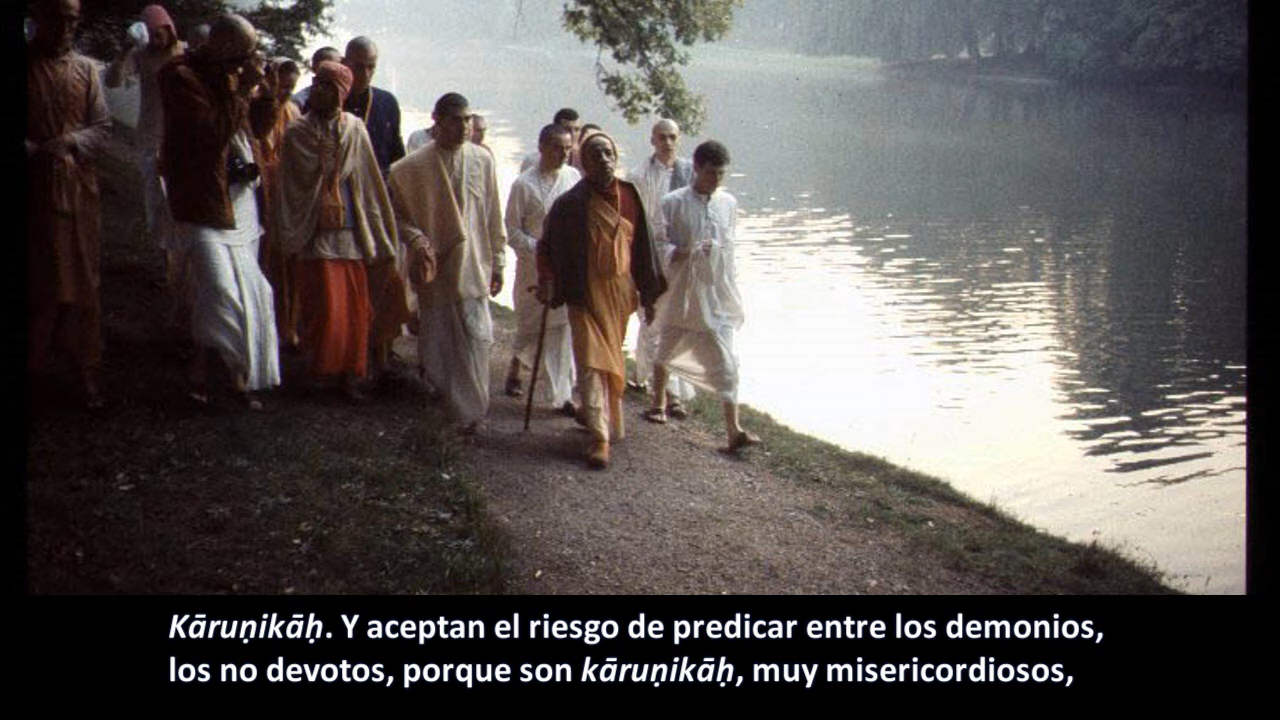 Kāruṇikāḥ. Y aceptan el riesgo de predicar entre los demonios,
los no devotos, porque son kāruṇikāḥ, muy misericordiosos,